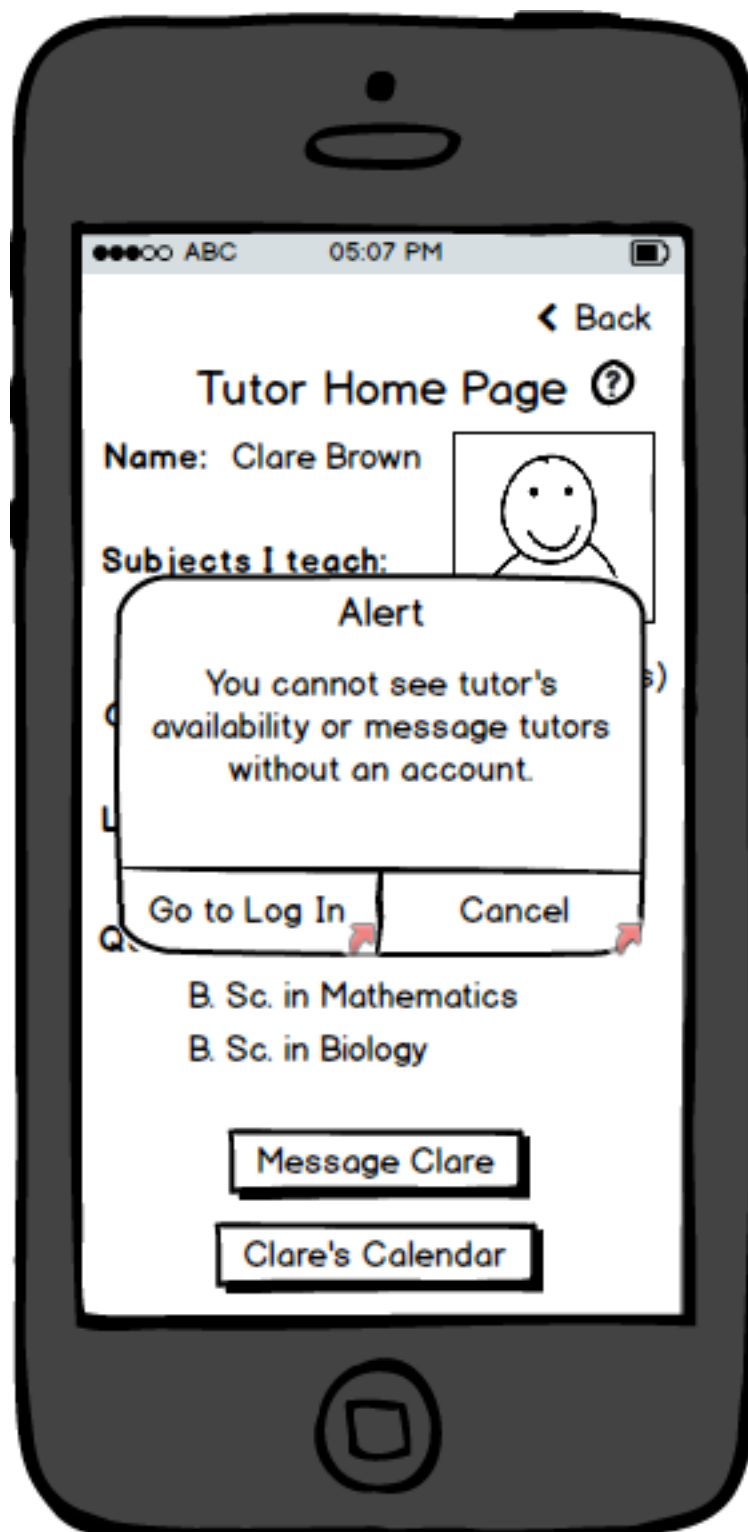 ABC 05:07 PM
Back
Tutor Home Page ?
Name: Clare Brown
Subjects I teach:
Alert
You cannot see tutor's
availability or message tutors
without an account.
Go to Log In Cancel
B. Sc. in Mathematics
B. Sc. in Biology
Message Clare
Clare's Calendar